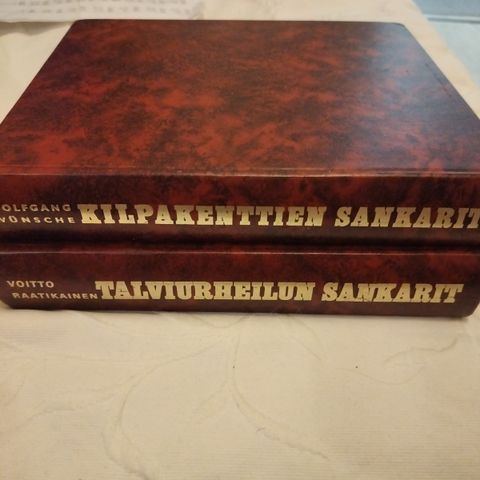 OLFGANG
WÜNSCHE
KILPAKENTTIEN SANKARIT
VOITTO
RAATIKAINEN
TALVIURHEILUN SANKARIT